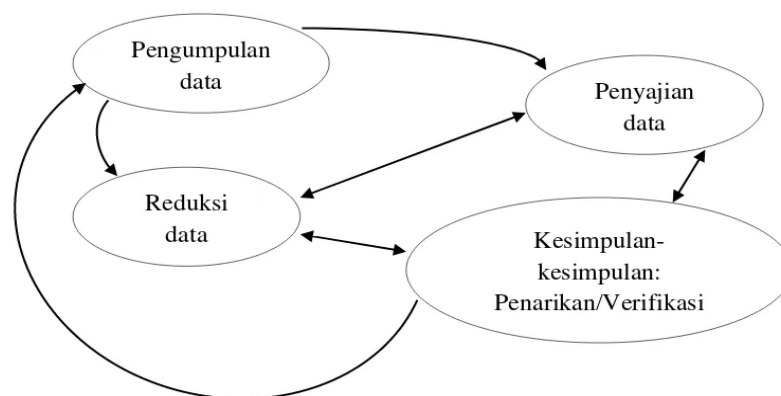 Pengumpulan
data
Penyajian
data
Reduksi
data
Kesimpulan-
kesimpulan:
Penarikan/Verifikasi